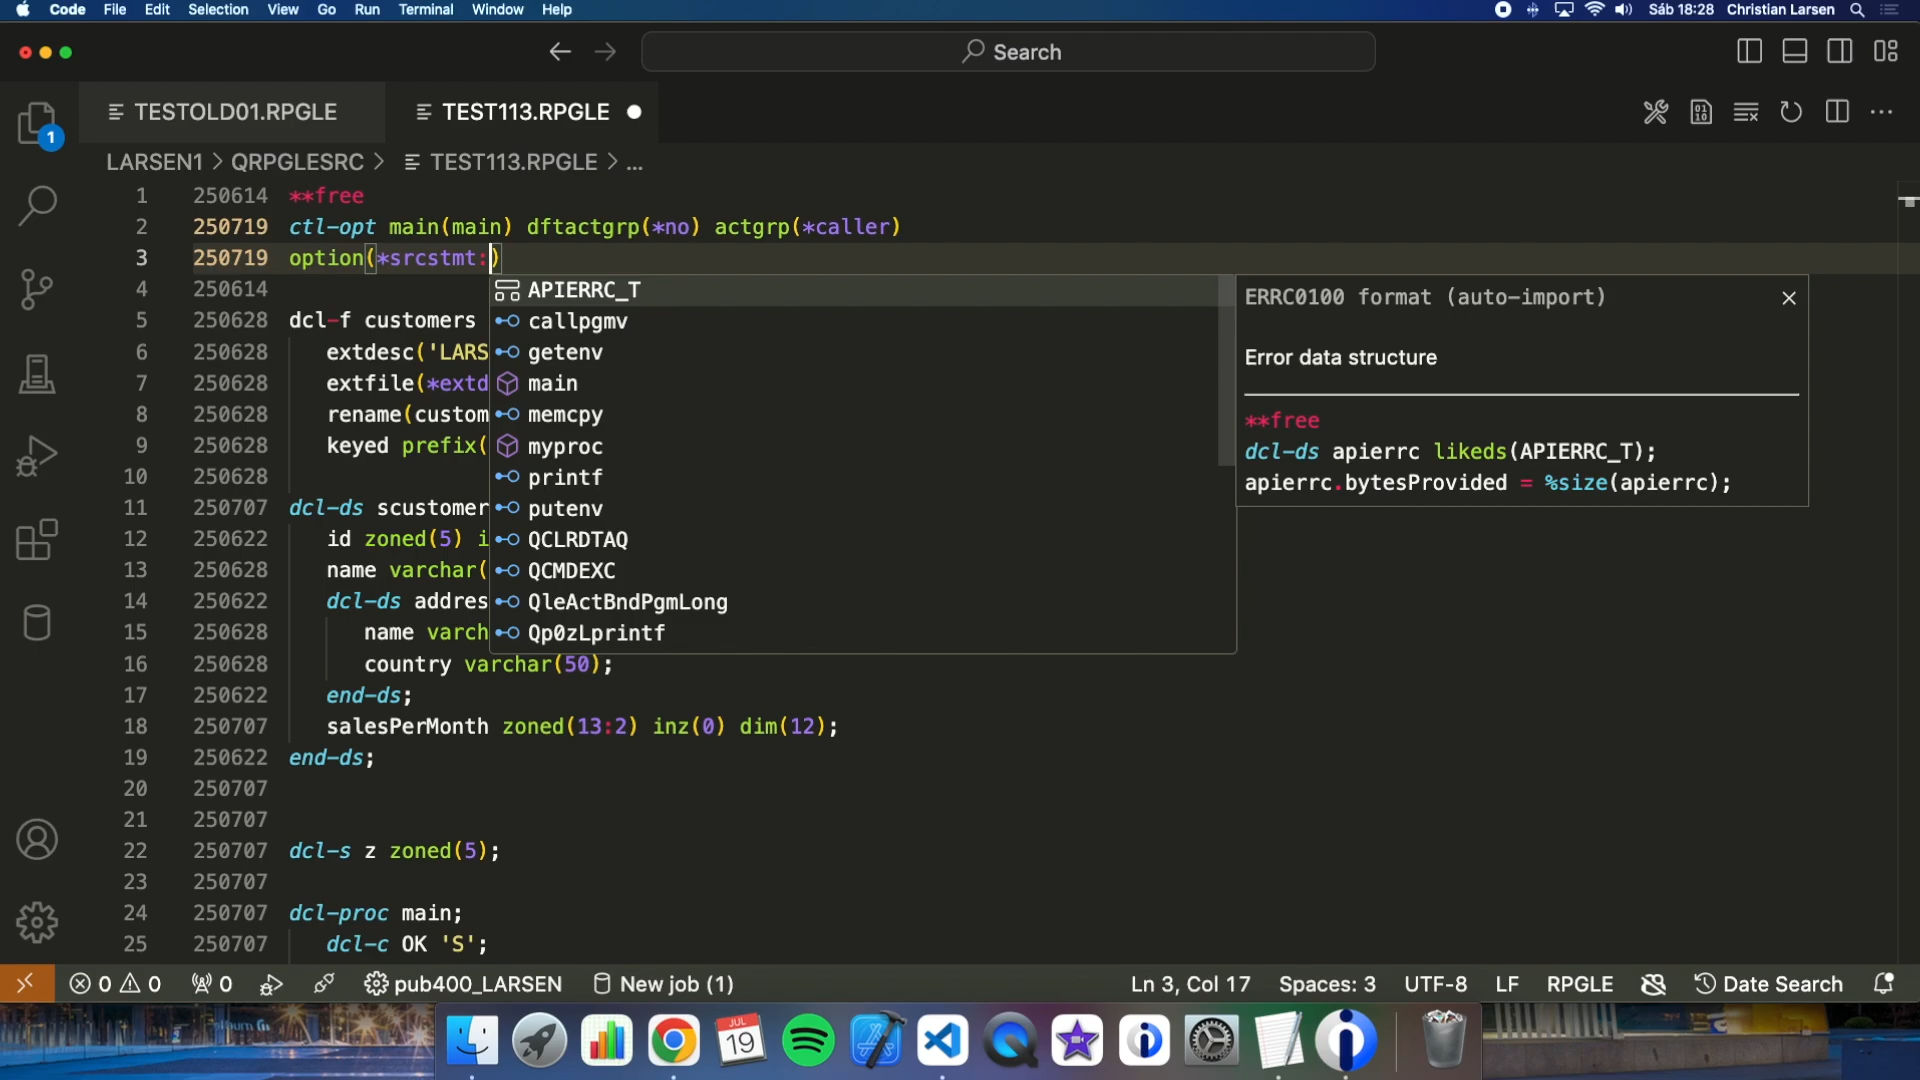 Code File Edit Selection View Go Run Terminal Window Help Sáb 18:28 Christian Larsen
Search
TESTOLD01.RPGLE TEST113.RPGLE
1
LARSEN1 > QRPGLESRC > TEST113.RPGLE > ...
1 250614 **free
2 250719 ctl-opt main(main) dftactgrp(*no) actgrp(*caller)
3 250719 option(*srcstmt:)
4 250614 APIERRC_T
ERRC0100 format (auto-import)
5 250628 dcl-f customers callpgmv
6 250628 extdesc('LARS getenv
Error data structure
7 250628 extfile(*extd main
8 250628 rename(custom memcpy
**free
9 250628 keyed prefix( myproc
dcl-ds apierrc likeds(APIERRC_T);
10 250628 printf
apierrc.bytesProvided = %size(apierrc);
11 250707 dcl-ds scustomer putenv
12 250622 id zoned(5) i QCLRDTAQ
13 250628 name varchar( QCMDEXC
14 250622 dcl-ds addres QleActBndPgmLong
15 250628 name varch Qp0zLprintf
16 250628 country varchar(50);
17 250622 end-ds;
18 250707 salesPerMonth zoned(13:2) inz(0) dim(12);
19 250622 end-ds;
20 250707
21 250707
22 250707 dcl-s z zoned(5);
23 250707
24 250707 dcl-proc main;
25 250707 dcl-c OK 'S';
0 0 0 pub400_LARSEN New job (1) Ln 3, Col 17 Spaces: 3 UTF-8 LF RPGLE Date Search
JUL
19